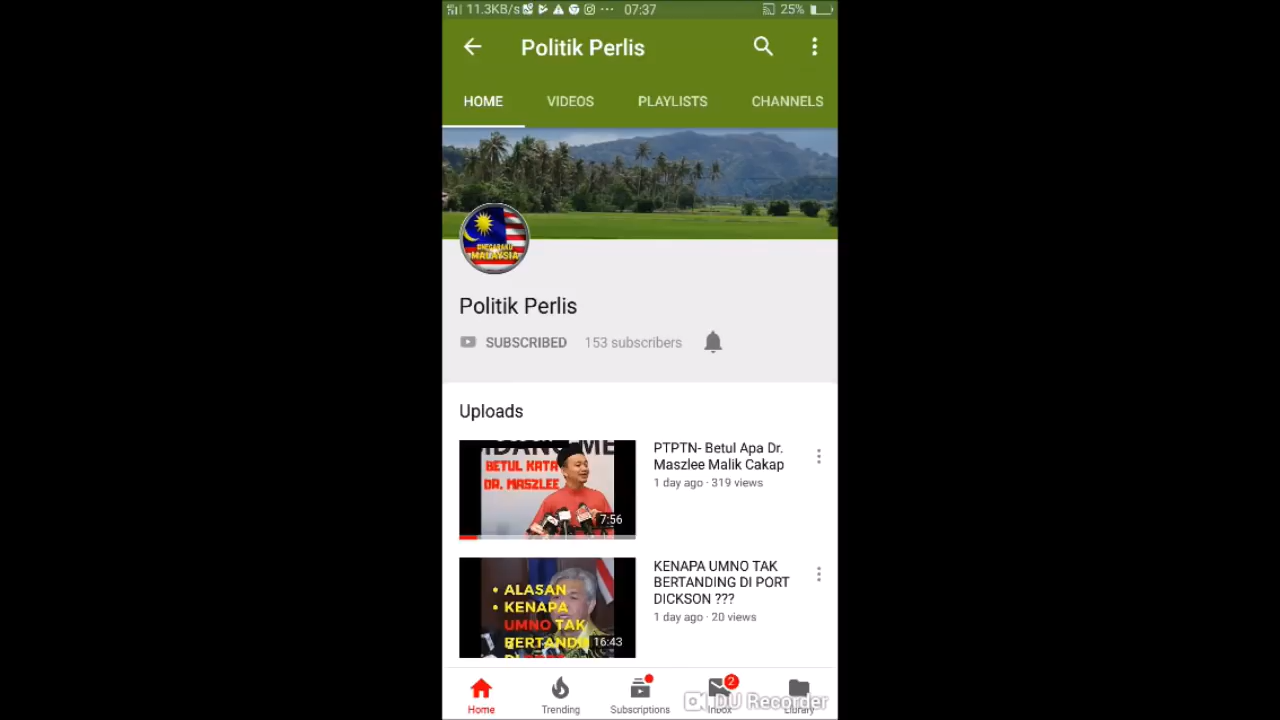 11.3KB/s ... 07:37 25%
Politik Perlis
HOME VIDEOS PLAYLISTS CHANNELS
MALAYSIA
Politik Perlis
SUBSCRIBED 153 subscribers
Uploads
BETUL KATA
DR. MASZLEE
7:56
PTPTN- Betul Apa Dr.
Maszlee Malik Cakap
1 day ago · 319 views
• ALASAN
• KENAPA
UMNO TAK
16:43
KENAPA UMNO TAK
BERTANDING DI PORT
DICKSON ???
1 day ago · 20 views
2
Home Trending Subscriptions Inbox Library
DU Recorder